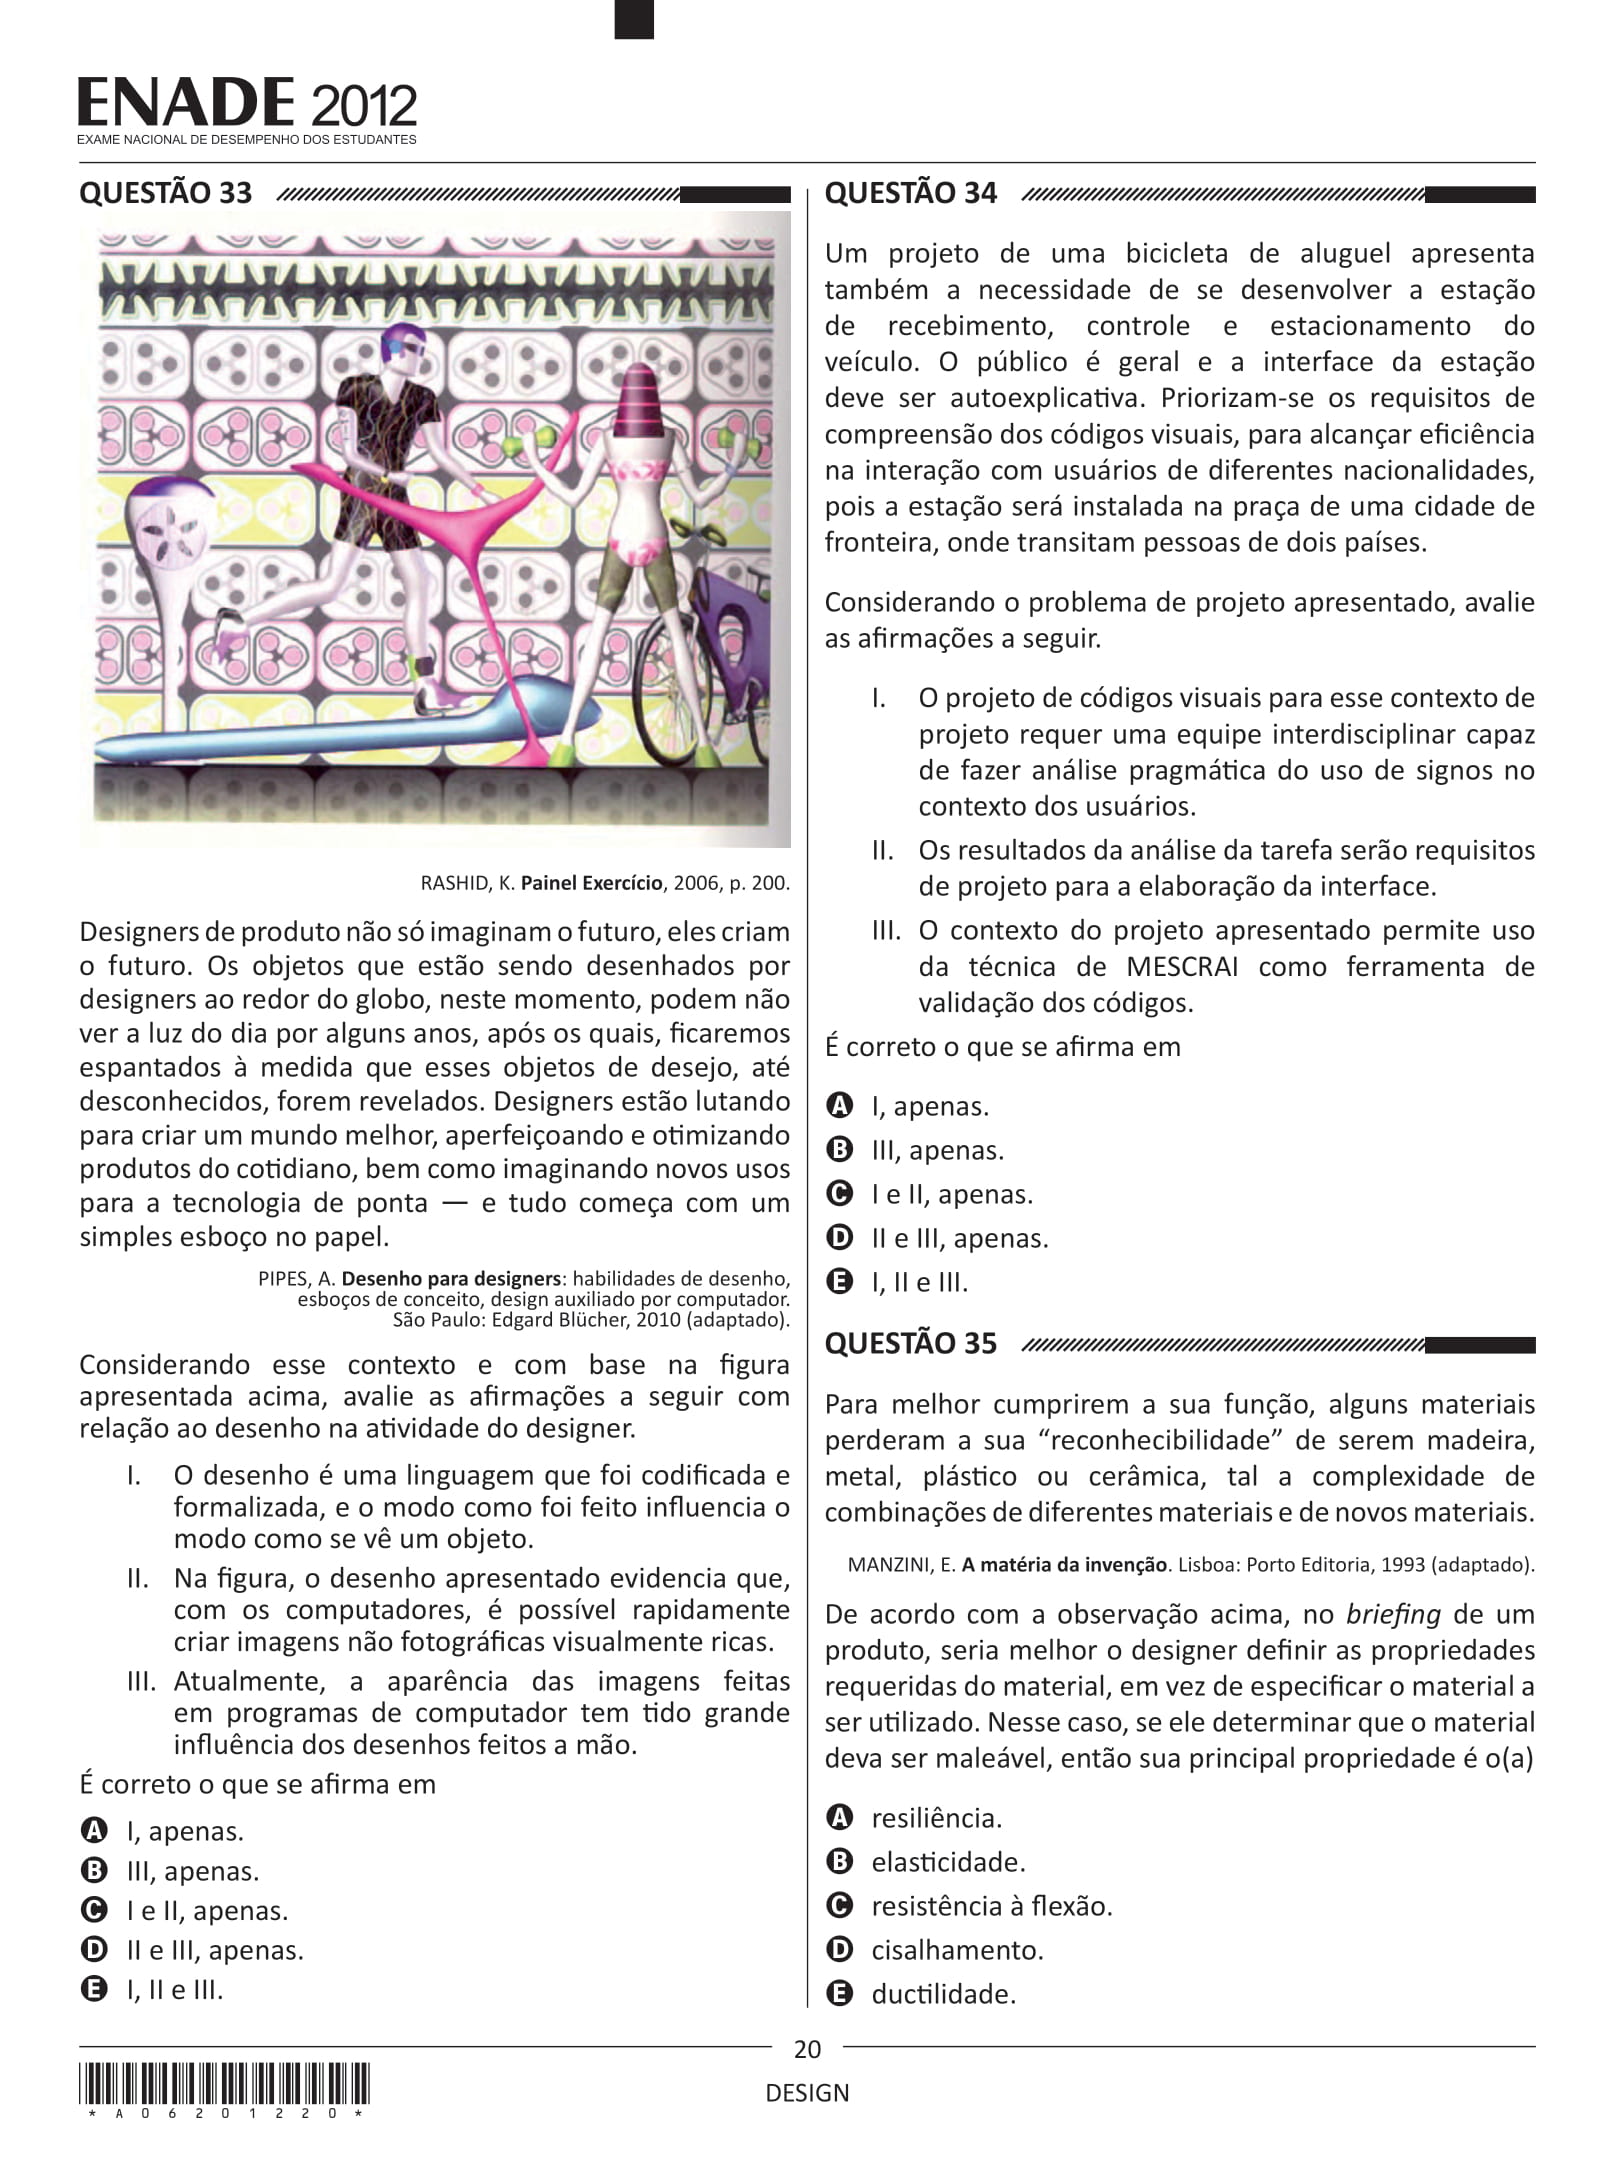 ENADE 2012
EXAME NACIONAL DE DESEMPENHO DOS ESTUDANTES
QUESTÃO 33
RASHID, K. Painel Exercício, 2006, p. 200.
Designers de produto não só imaginam o futuro, eles criam
o futuro. Os objetos que estão sendo desenhados por
designers ao redor do globo, neste momento, podem não
ver a luz do dia por alguns anos, após os quais, ficaremos
espantados à medida que esses objetos de desejo, até
desconhecidos, forem revelados. Designers estão lutando
para criar um mundo melhor, aperfeiçoando e otimizando
produtos do cotidiano, bem como imaginando novos usos
para a tecnologia de ponta — e tudo começa com um
simples esboço no papel.
PIPES, A. Desenho para designers: habilidades de desenho,
esboços de conceito, design auxiliado por computador.
São Paulo: Edgard Blücher, 2010 (adaptado).
Considerando esse contexto e com base na figura
apresentada acima, avalie as afirmações a seguir com
relação ao desenho na atividade do designer.
I. O desenho é uma linguagem que foi codificada e
formalizada, e o modo como foi feito influencia o
modo como se vê um objeto.
II. Na figura, o desenho apresentado evidencia que,
com os computadores, é possível rapidamente
criar imagens não fotográficas visualmente ricas.
III. Atualmente, a aparência das imagens feitas
em programas de computador tem tido grande
influência dos desenhos feitos a mão.
É correto o que se afirma em
A I, apenas.
B III, apenas.
C I e II, apenas.
D II e III, apenas.
E I, II e III.
QUESTÃO 34
Um projeto de uma bicicleta de aluguel apresenta
também a necessidade de se desenvolver a estação
de recebimento, controle e estacionamento do
veículo. O público é geral e a interface da estação
deve ser autoexplicativa. Priorizam-se os requisitos de
compreensão dos códigos visuais, para alcançar eficiência
na interação com usuários de diferentes nacionalidades,
pois a estação será instalada na praça de uma cidade de
fronteira, onde transitam pessoas de dois países.
Considerando o problema de projeto apresentado, avalie
as afirmações a seguir.
I. O projeto de códigos visuais para esse contexto de
projeto requer uma equipe interdisciplinar capaz
de fazer análise pragmática do uso de signos no
contexto dos usuários.
II. Os resultados da análise da tarefa serão requisitos
de projeto para a elaboração da interface.
III. O contexto do projeto apresentado permite uso
da técnica de MESCRAI como ferramenta de
validação dos códigos.
É correto o que se afirma em
A I, apenas.
B III, apenas.
C I e II, apenas.
D II e III, apenas.
E I, II e III.
QUESTÃO 35
Para melhor cumprirem a sua função, alguns materiais
perderam a sua “reconhecibilidade” de serem madeira,
metal, plástico ou cerâmica, tal a complexidade de
combinações de diferentes materiais e de novos materiais.
MANZINI, E. A matéria da invenção. Lisboa: Porto Editoria, 1993 (adaptado).
De acordo com a observação acima, no briefing de um
produto, seria melhor o designer definir as propriedades
requeridas do material, em vez de especificar o material a
ser utilizado. Nesse caso, se ele determinar que o material
deva ser maleável, então sua principal propriedade é o(a)
A resiliência.
B elasticidade.
C resistência à flexão.
D cisalhamento.
E ductilidade.
20
DESIGN
* A 0 6 2 0 1 2 2 0 *